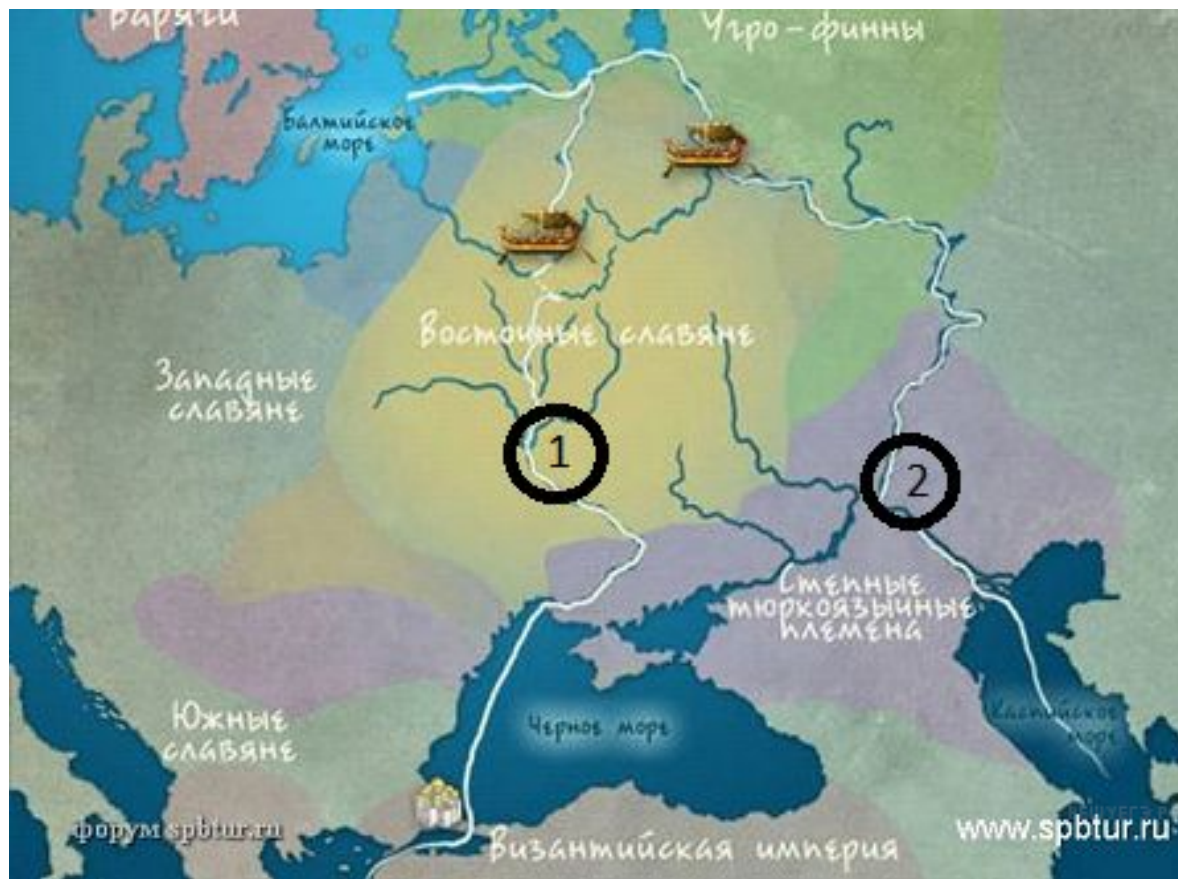 Варяги
Угро-финны
Балтийское
море
Восточные славяне
Западные
славяне
1
2
Степные
тюркоязычные
племена
Южные
славяне
Черное море
Каспийское
море
форум spbtur.ru
www.spbtur.ru
Византийская империя